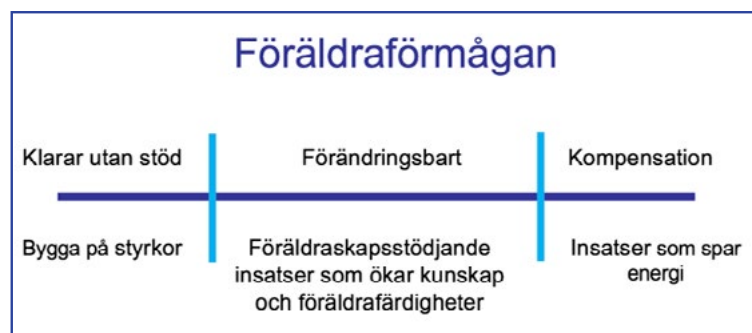 Föräldraförmågan
Klarar utan stöd
Förändringsbart
Kompensation
Bygga på styrkor
Föräldraskapsstödjande
insatser som ökar kunskap
och föräldrafärdigheter
Insatser som spar
energi